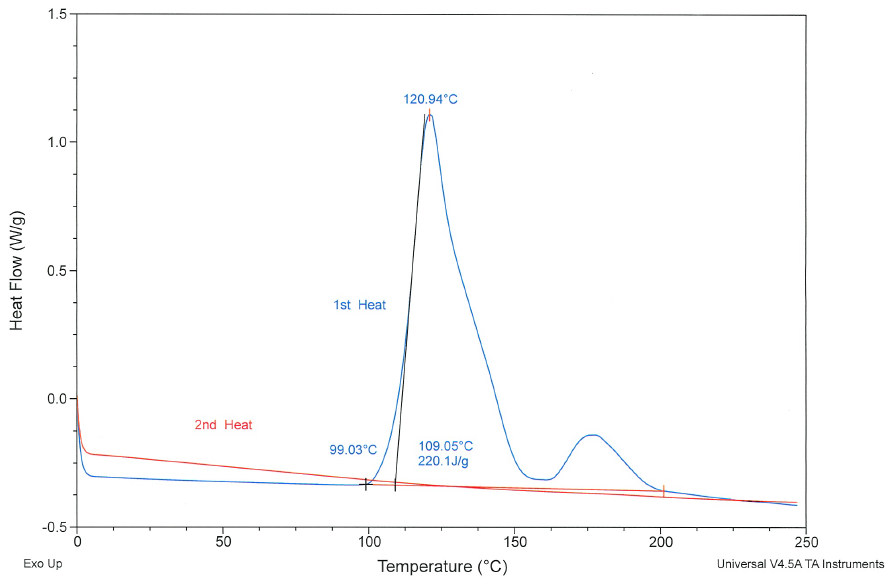 1.5
120.94°C
1.0
Heat Flow (W/g)
0.5
1st Heat
0.0
2nd Heat
99.03°C
109.05°C
220.1J/g
-0.5
0
50
100
150
200
250
Exo Up
Temperature (°C)
Universal V4.5A TA Instruments